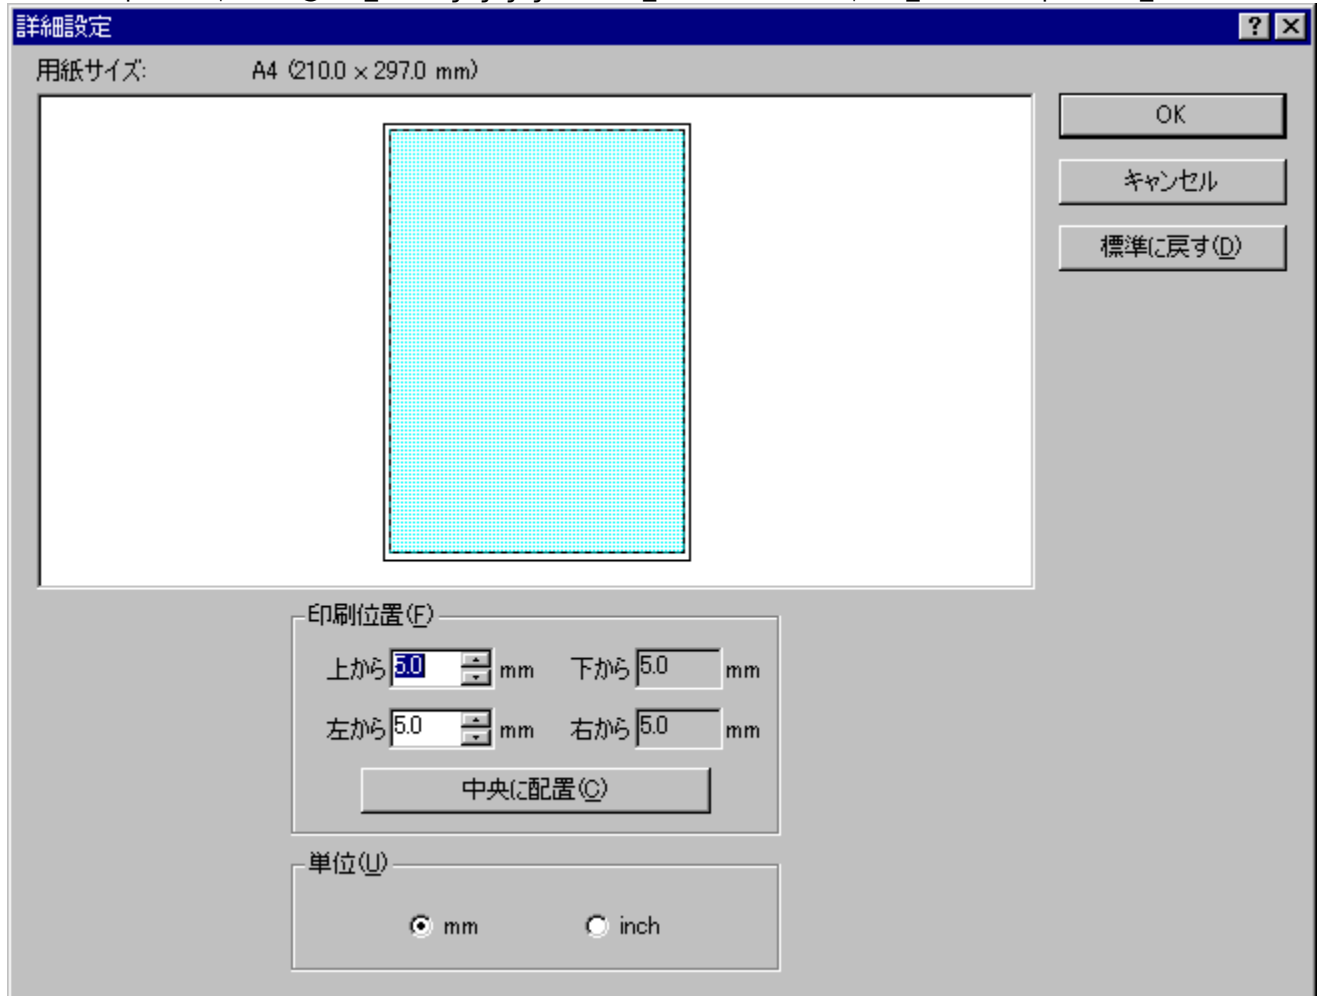 詳細設定
用紙サイズ: A4 (210.0 × 297.0 mm)
OK
キャンセル
標準に戻す(D)
印刷位置(F)
上から 5.0 mm 下から 5.0 mm
左から 5.0 mm 右から 5.0 mm
中央に配置(C)
単位(U)
mm inch